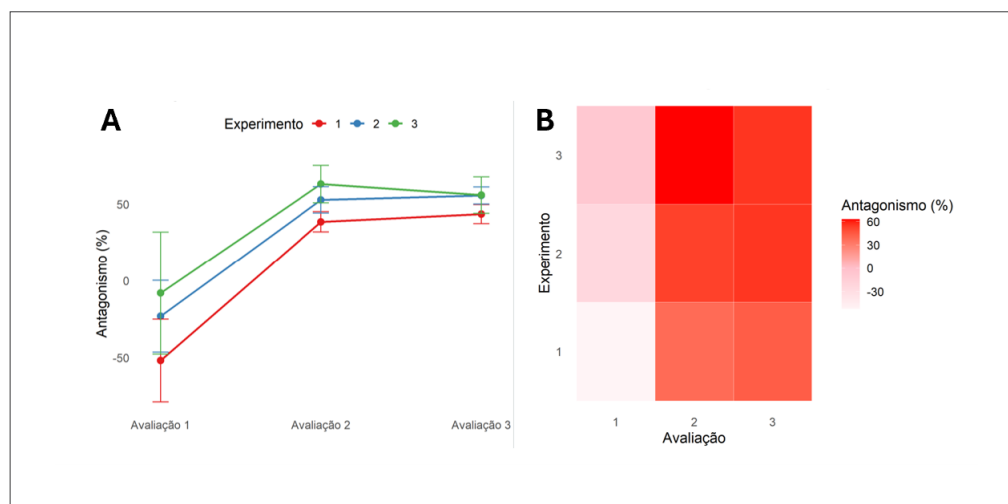 A
Experimento 1 2 3
Antagonismo (%)
50
0
-50
Avaliação 1 Avaliação 2 Avaliação 3
B
Experimento
3
2
1
1 2 3
Avaliação
Antagonismo (%)
60
30
0
-30